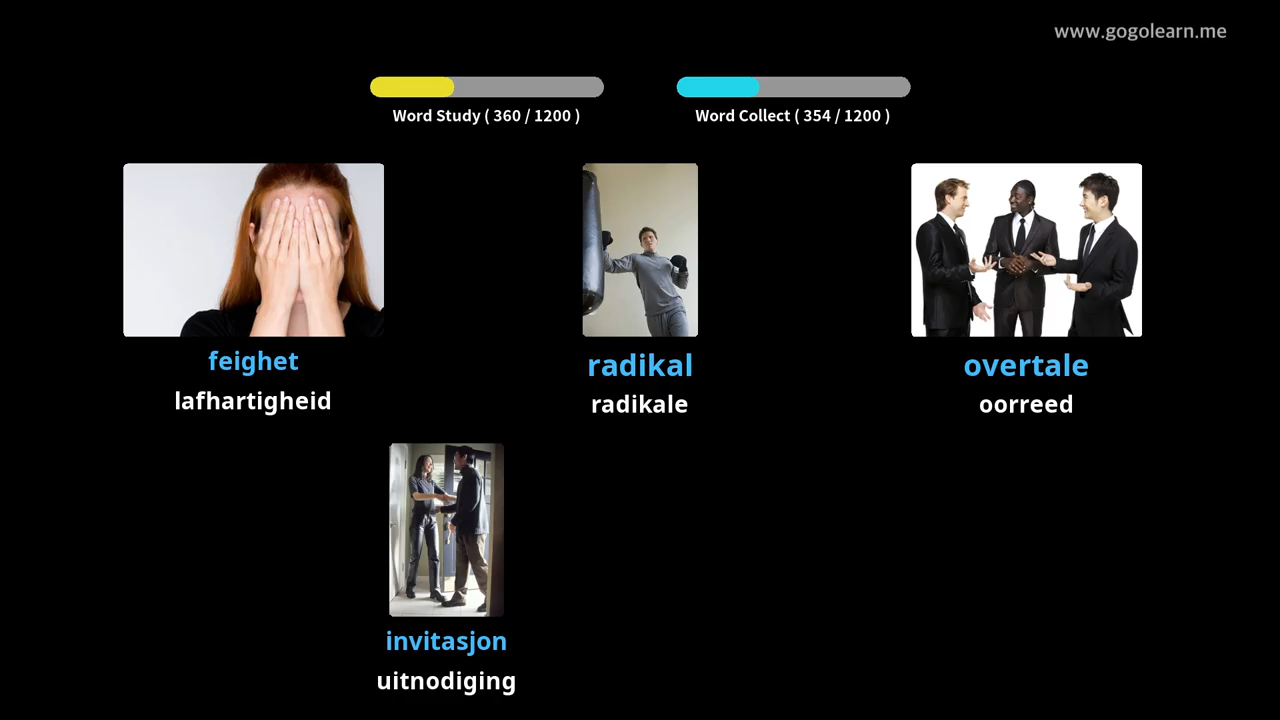 www.gogolearn.me
Word Study ( 360 / 1200 )
Word Collect ( 354 / 1200 )
feighet
lafhartigheid
radikal
radikale
overtale
oorreed
invitasjon
uitnodiging